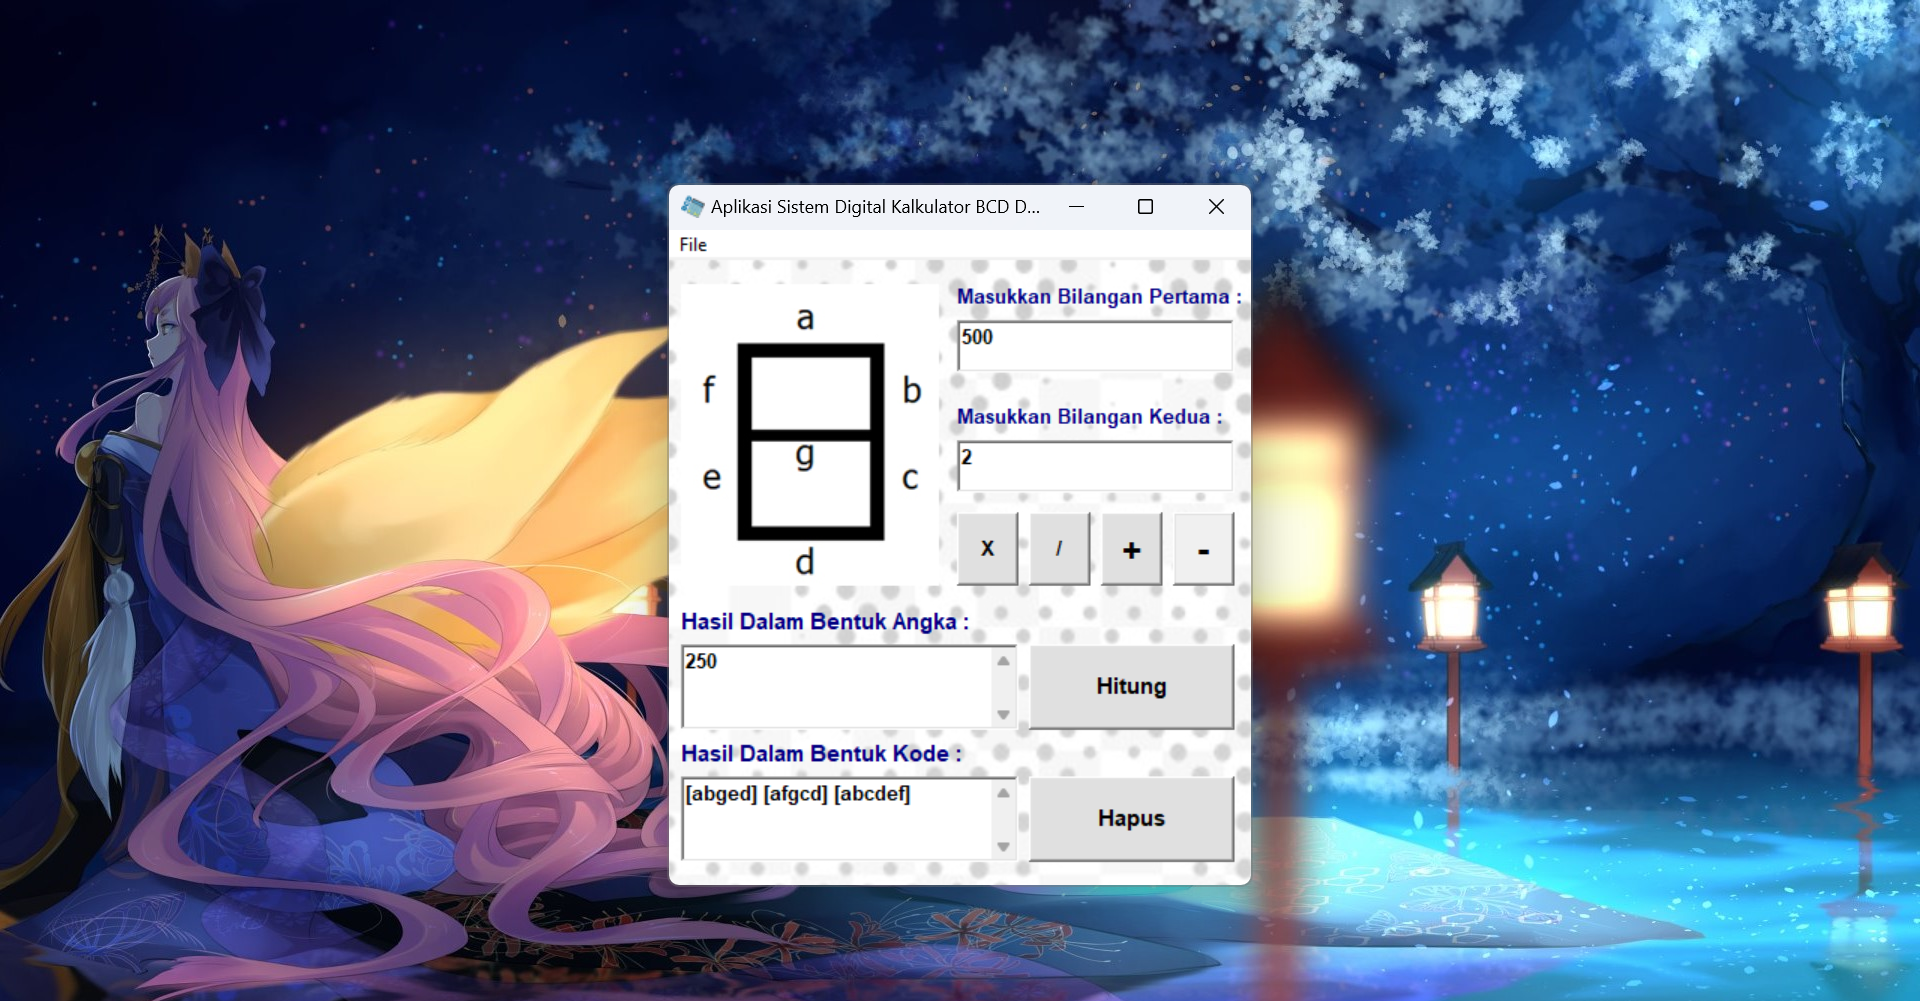 Aplikasi Sistem Digital Kalkulator BCD D...
File
a
f
b
g
e
c
d
Masukkan Bilangan Pertama :
500
Masukkan Bilangan Kedua :
2
X / + -
Hasil Dalam Bentuk Angka :
250
Hitung
Hasil Dalam Bentuk Kode :
[abged] [afgcd] [abcdef]
Hapus